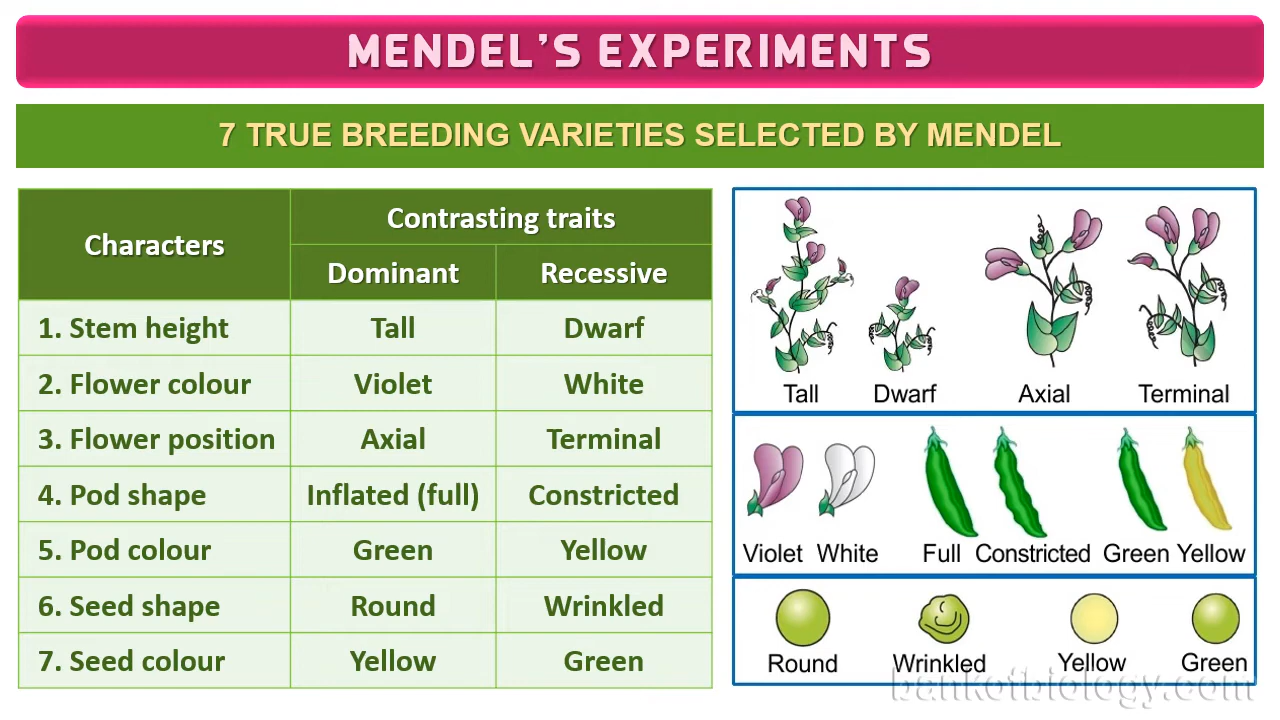 MENDEL'S EXPERIMENTS
7 TRUE BREEDING VARIETIES SELECTED BY MENDEL
Characters
Contrasting traits
Dominant Recessive
1. Stem height Tall Dwarf
2. Flower colour Violet White
3. Flower position Axial Terminal
4. Pod shape Inflated (full) Constricted
5. Pod colour Green Yellow
6. Seed shape Round Wrinkled
7. Seed colour Yellow Green
Tall Dwarf Axial Terminal
Violet White Full Constricted Green Yellow
Round Wrinkled Yellow Green
bankofbiology.com